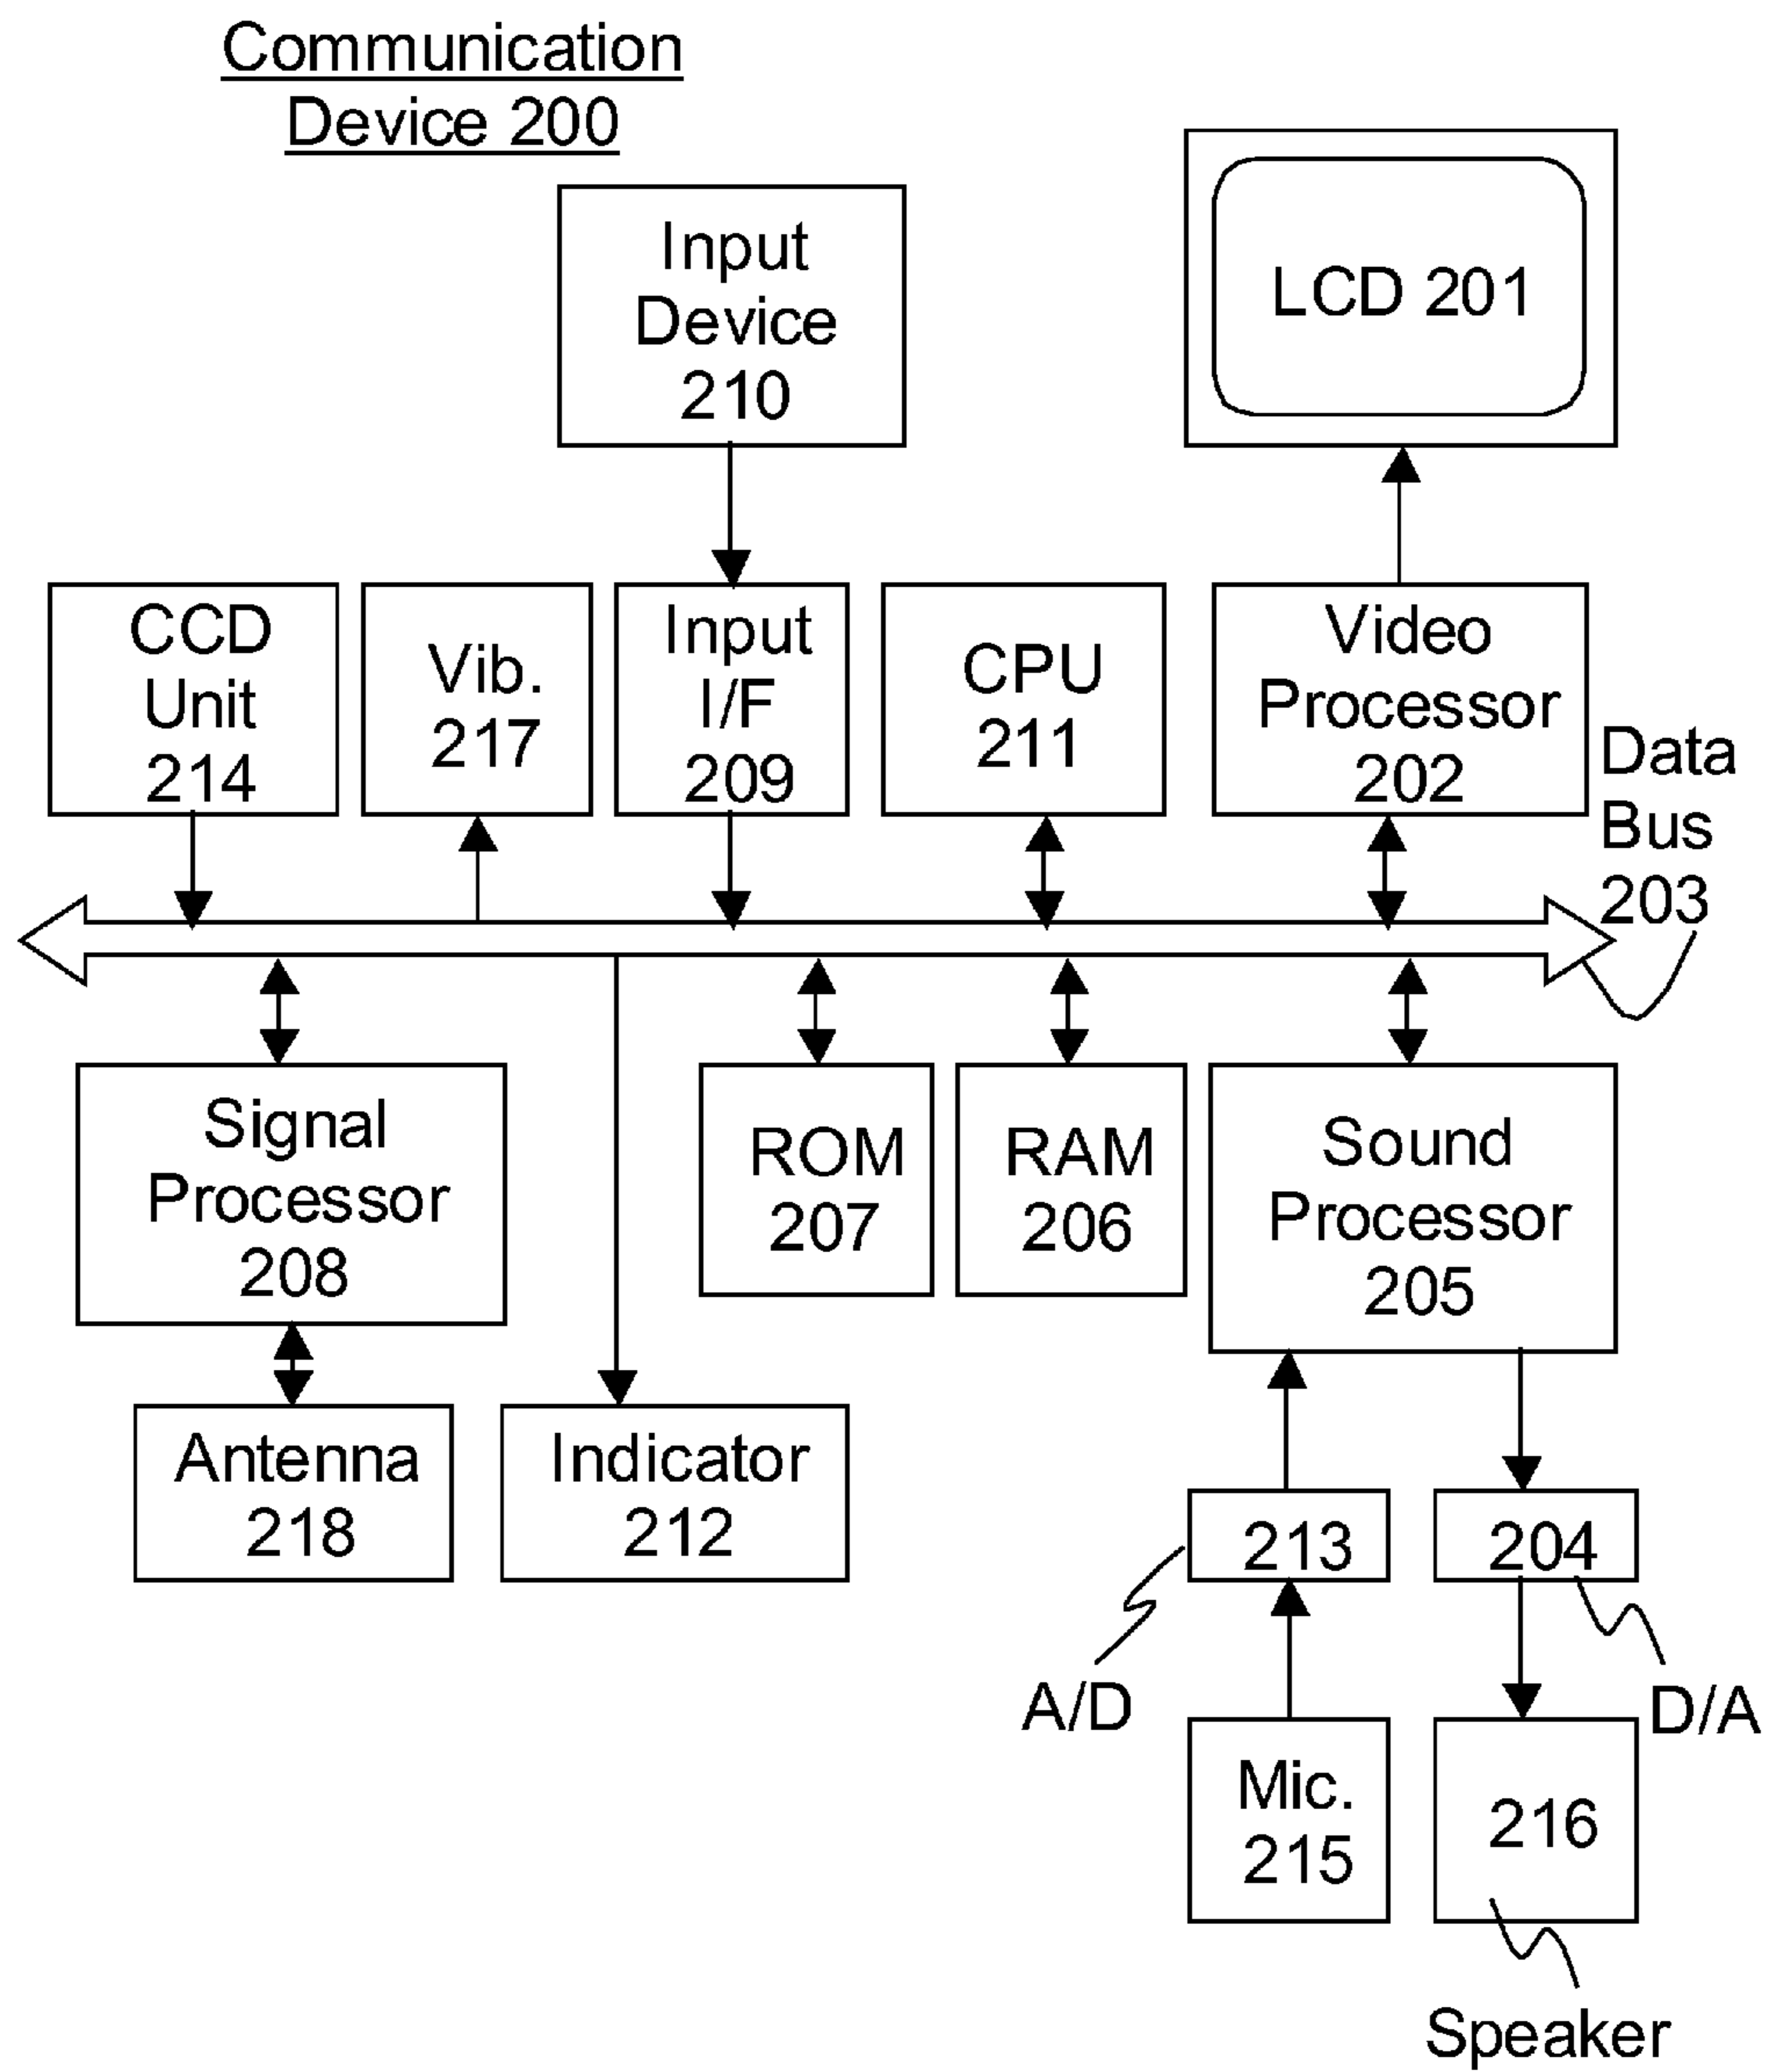 Communication
Device 200
Input
Device
210
LCD 201
CCD
Unit
214
Vib.
217
Input
I/F
209
CPU
211
Video
Processor
202
Data
Bus
203
Signal
Processor
208
ROM
207
RAM
206
Sound
Processor
205
Antenna
218
Indicator
212
213
204
A/D
D/A
Mic.
215
216
Speaker